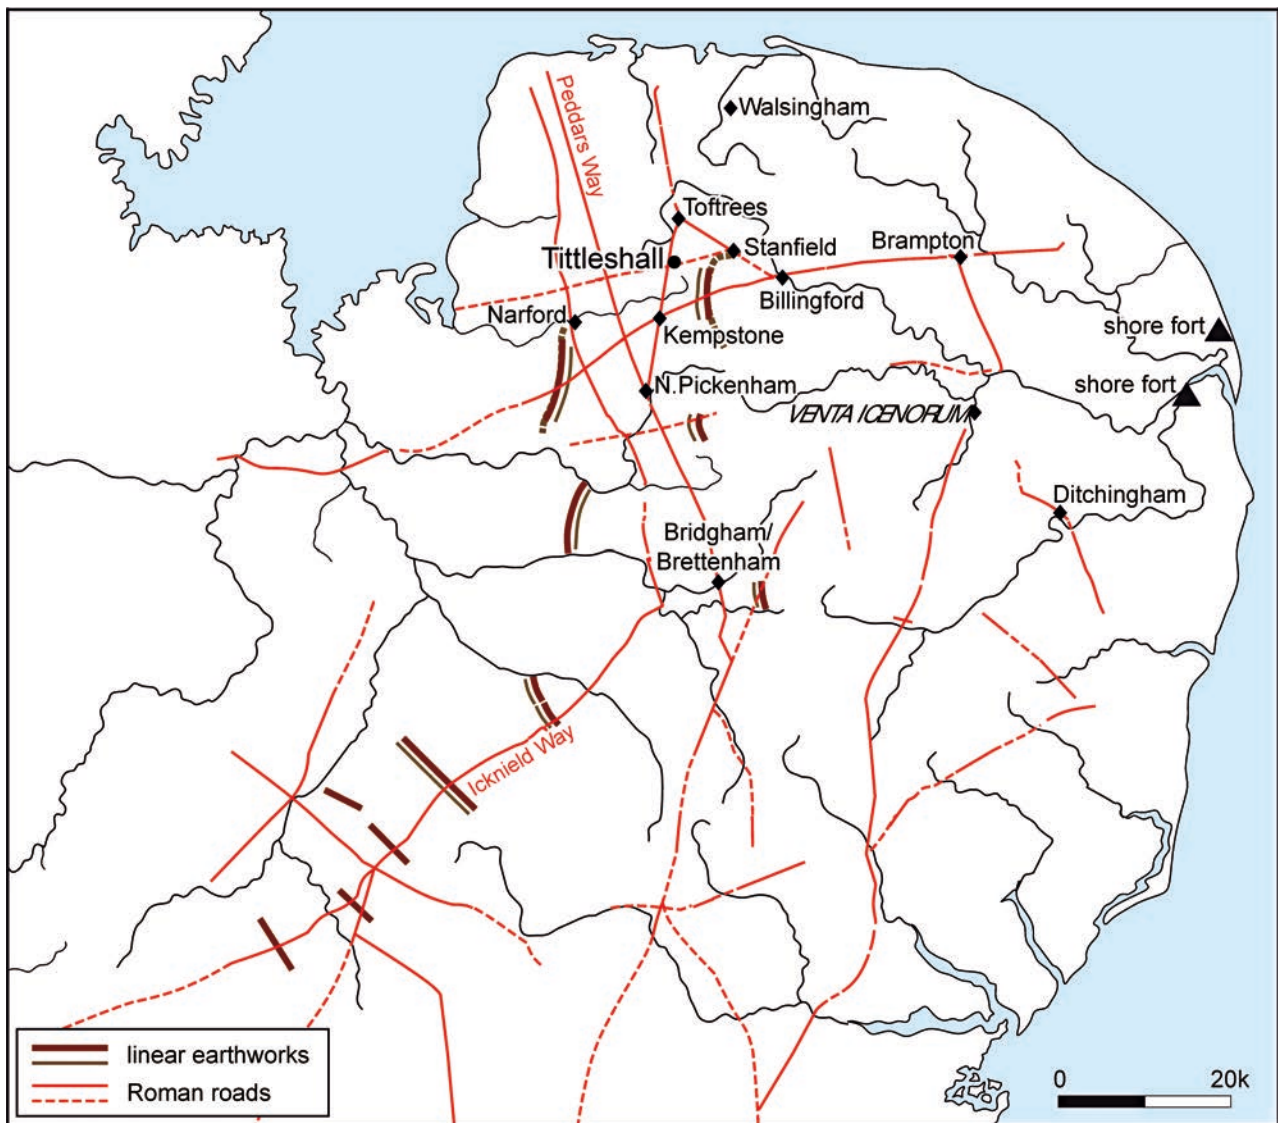 Peddars Way
Walsingham
Toftrees
Stanfield
Brampton
Tittleshall
Billingford
Narford
Kempstone
shore fort
N.Pickenham
shore fort
VENTA ICENORUM
Ditchingham
Bridgham/
Brettenham
Icknield Way
linear earthworks
Roman roads
0 20k